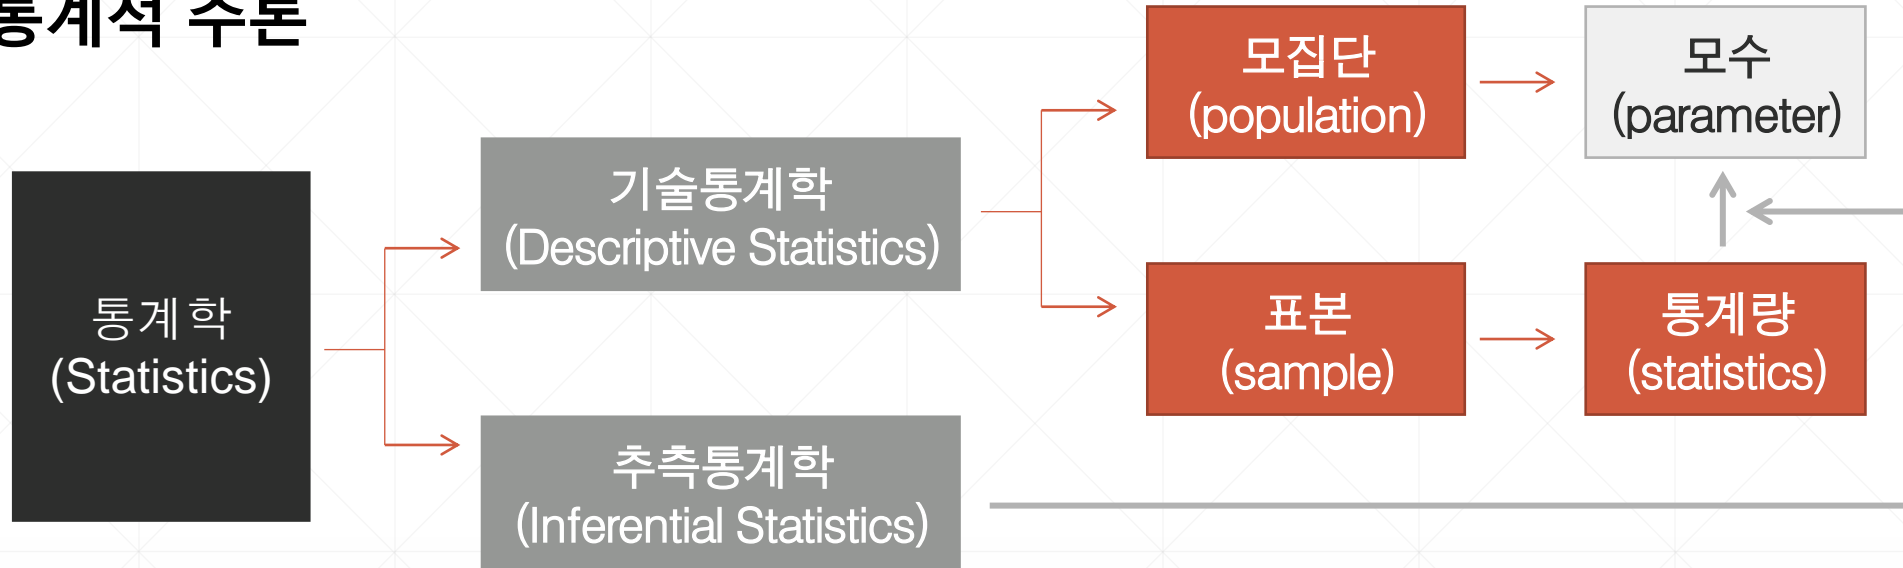 통계적 추론
모집단
(population)
모수
(parameter)
기술통계학
(Descriptive Statistics)
통계학
(Statistics)
표본
(sample)
통계량
(statistics)
추측통계학
(Inferential Statistics)